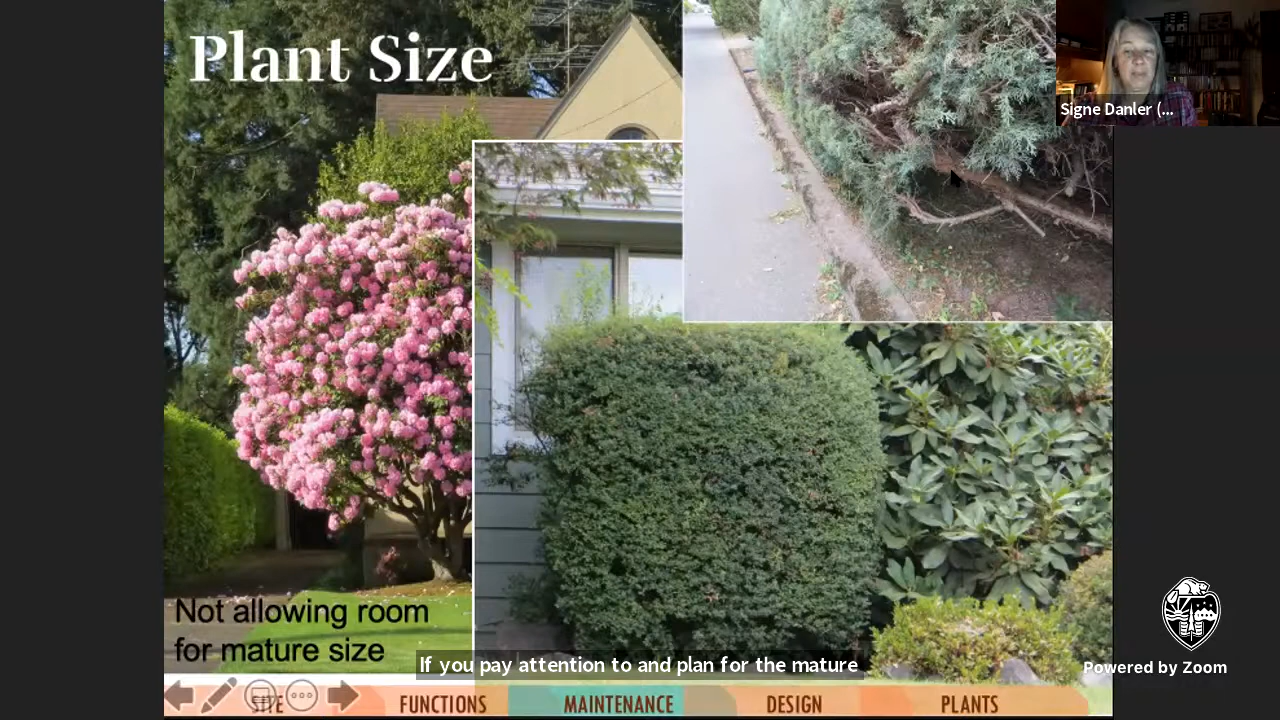 Plant Size
Signe Danler (...
Not allowing room
for mature size
If you pay attention to and plan for the mature
Powered by Zoom
SITE
FUNCTIONS
MAINTENANCE
DESIGN
PLANTS